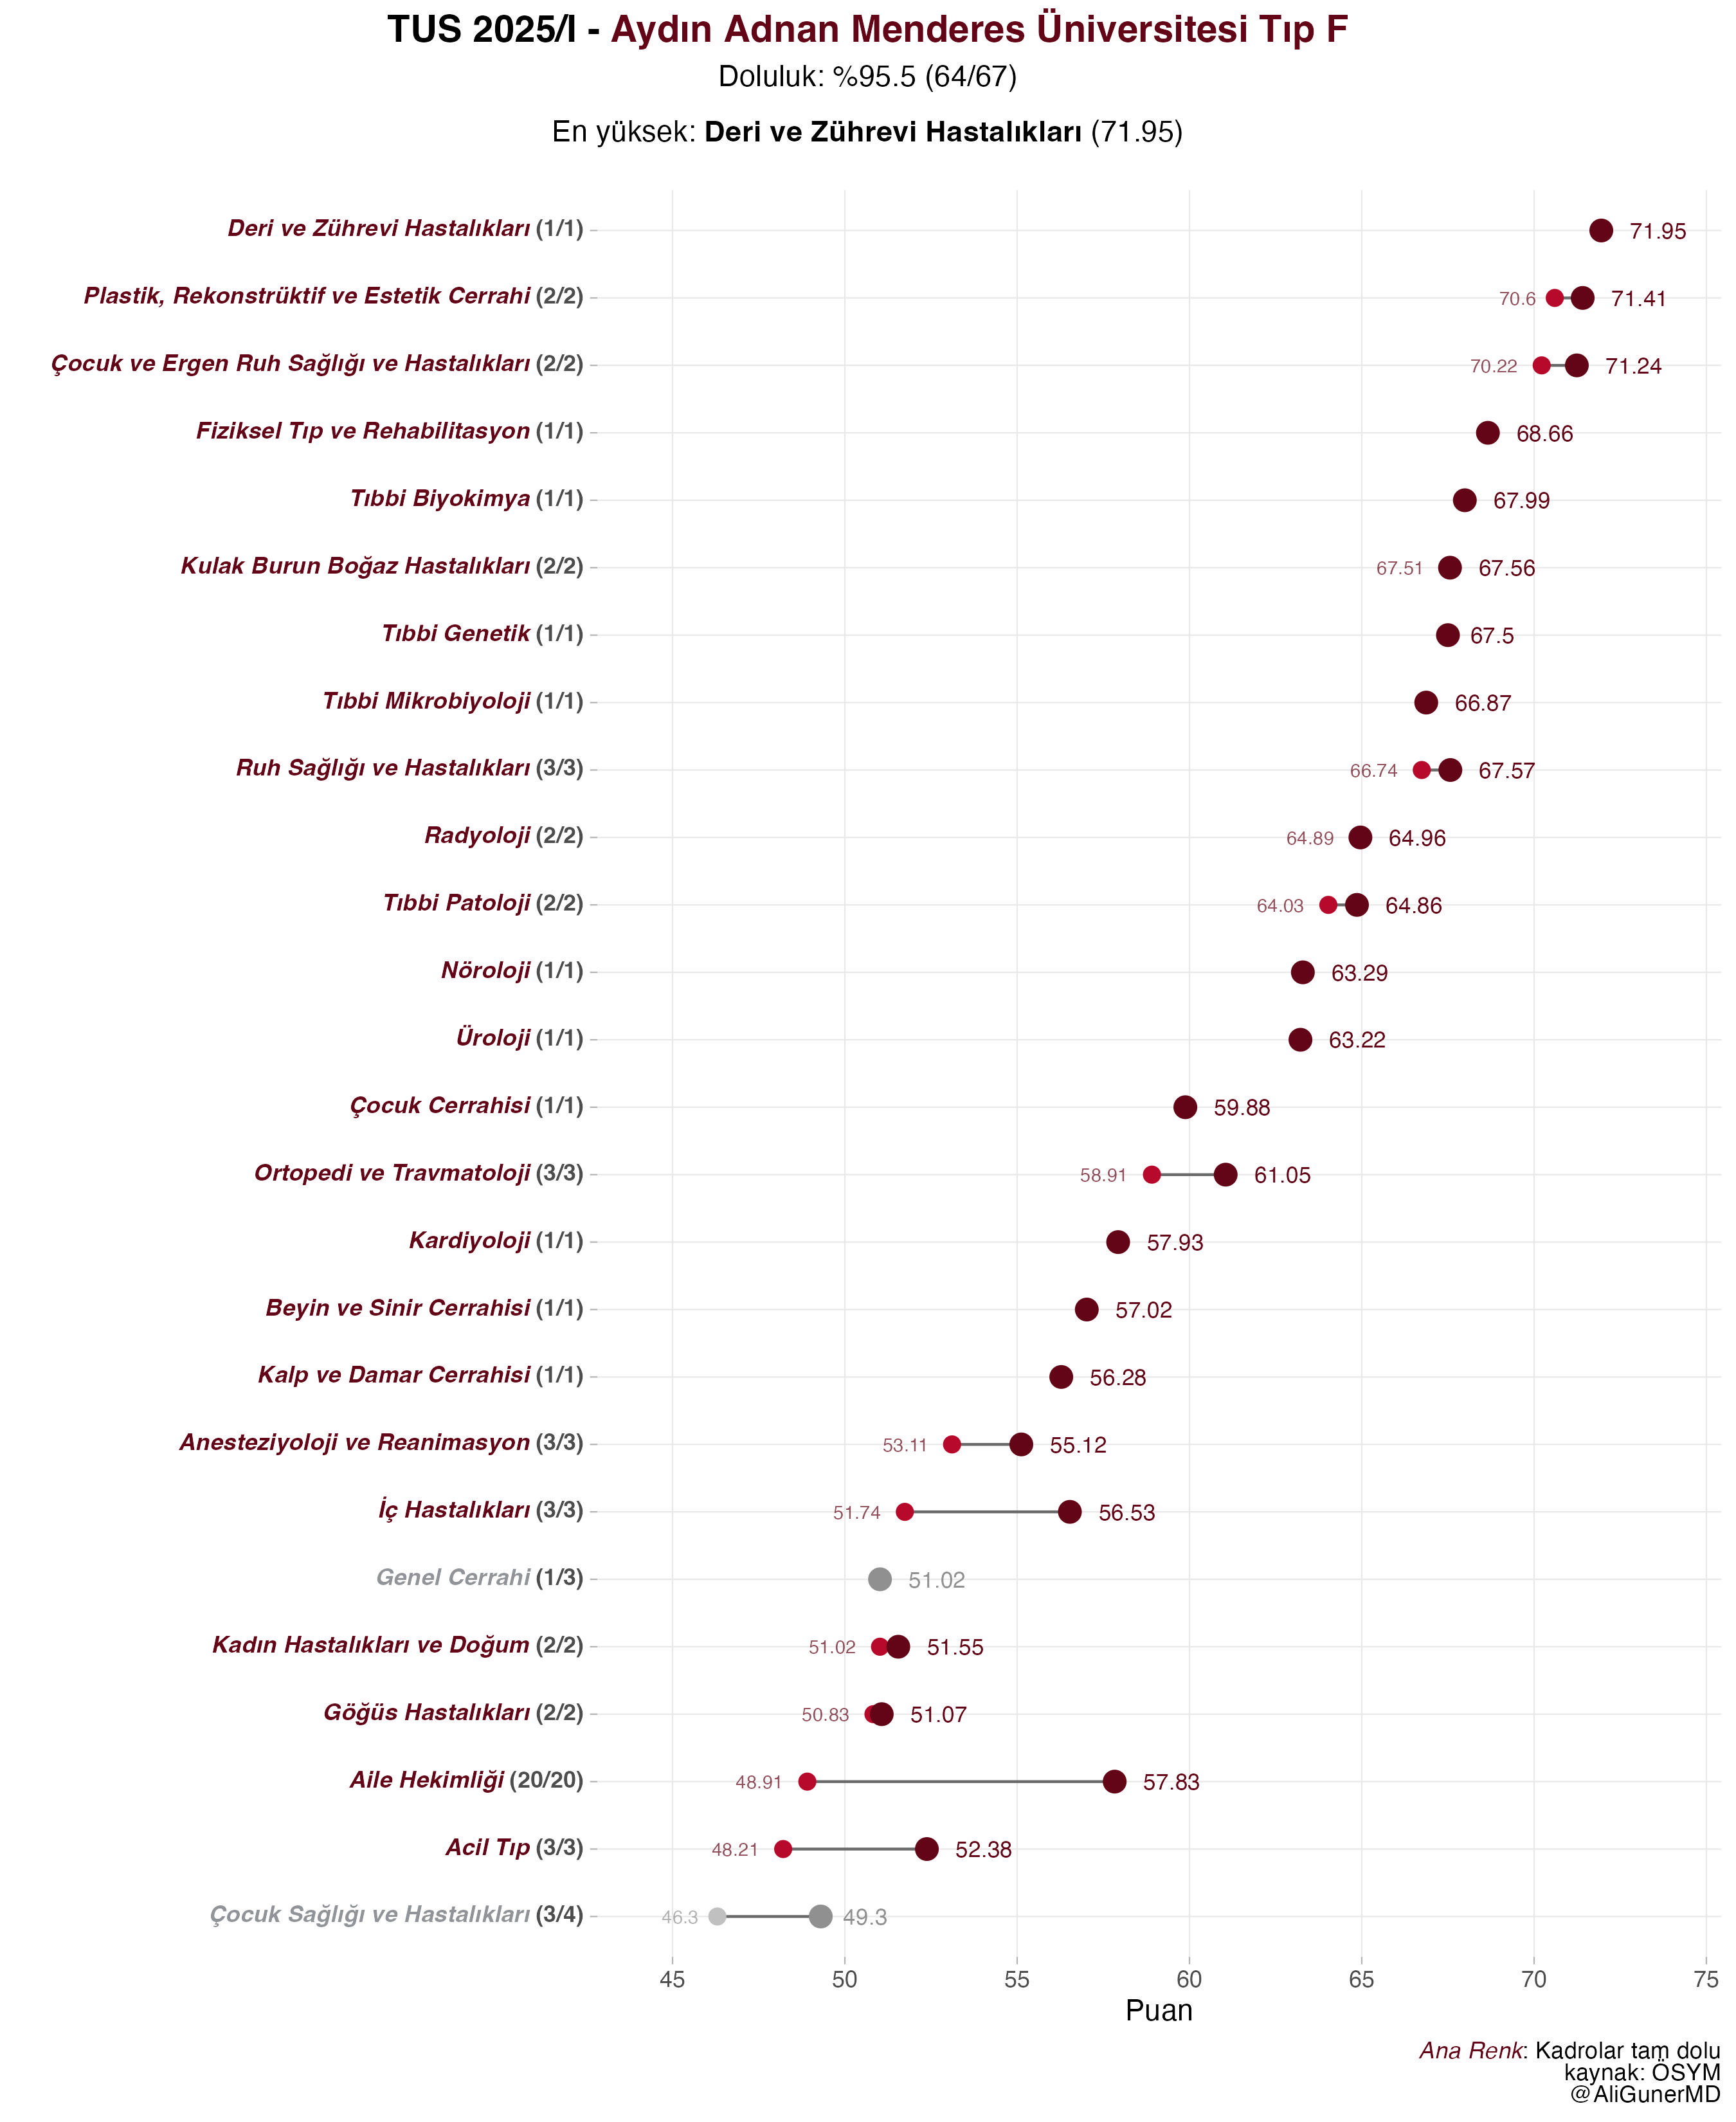 TUS 2025/I - Aydın Adnan Menderes Üniversitesi Tıp F
Doluluk: %95.5 (64/67)
En yüksek: Deri ve Zührevi Hastalıkları (71.95)
Deri ve Zührevi Hastalıkları (1/1) 71.95
Plastik, Rekonstrüktif ve Estetik Cerrahi (2/2) 70.6 71.41
Çocuk ve Ergen Ruh Sağlığı ve Hastalıkları (2/2) 70.22 71.24
Fiziksel Tıp ve Rehabilitasyon (1/1) 68.66
Tıbbi Biyokimya (1/1) 67.99
Kulak Burun Boğaz Hastalıkları (2/2) 67.51 67.56
Tıbbi Genetik (1/1) 67.5
Tıbbi Mikrobiyoloji (1/1) 66.87
Ruh Sağlığı ve Hastalıkları (3/3) 66.74 67.57
Radyoloji (2/2) 64.89 64.96
Tıbbi Patoloji (2/2) 64.03 64.86
Nöroloji (1/1) 63.29
Üroloji (1/1) 63.22
Çocuk Cerrahisi (1/1) 59.88
Ortopedi ve Travmatoloji (3/3) 58.91 61.05
Kardiyoloji (1/1) 57.93
Beyin ve Sinir Cerrahisi (1/1) 57.02
Kalp ve Damar Cerrahisi (1/1) 56.28
Anesteziyoloji ve Reanimasyon (3/3) 53.11 55.12
İç Hastalıkları (3/3) 51.74 56.53
Genel Cerrahi (1/3) 51.02
Kadın Hastalıkları ve Doğum (2/2) 51.02 51.55
Göğüs Hastalıkları (2/2) 50.83 51.07
Aile Hekimliği (20/20) 48.91 57.83
Acil Tıp (3/3) 48.21 52.38
Çocuk Sağlığı ve Hastalıkları (3/4) 46.3 49.3
45 50 55 60 65 70 75
Puan
Ana Renk: Kadrolar tam dolu
kaynak: ÖSYM
@AliGunerMD